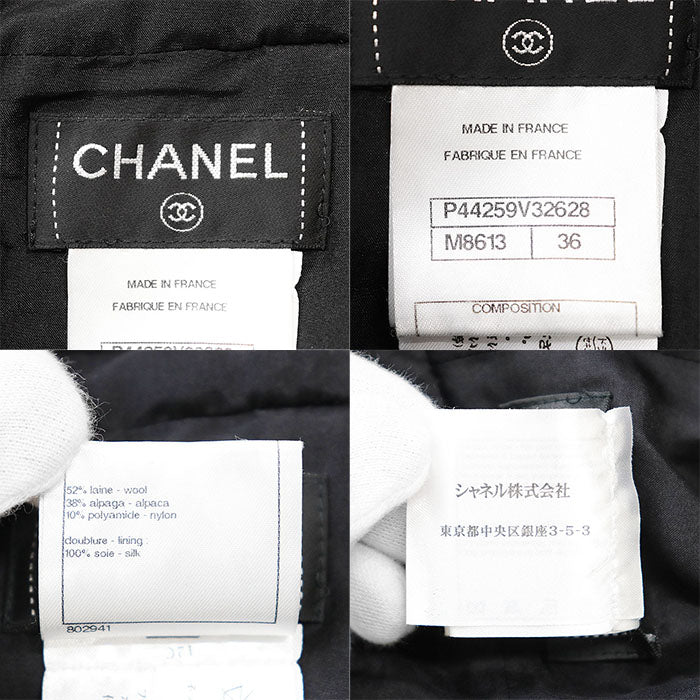 CHANEL
MADE IN FRANCE
FABRIQUE EN FRANCE
MADE IN FRANCE
FABRIQUE EN FRANCE
P44259V32628
M8613 36
COMPOSITION
52% laine - wool
38% alpaga - alpaca
10% polyamide - nylon
doublure - lining :
100% soie - silk
802941
シャネル株式会社
東京都中央区銀座3-5-3